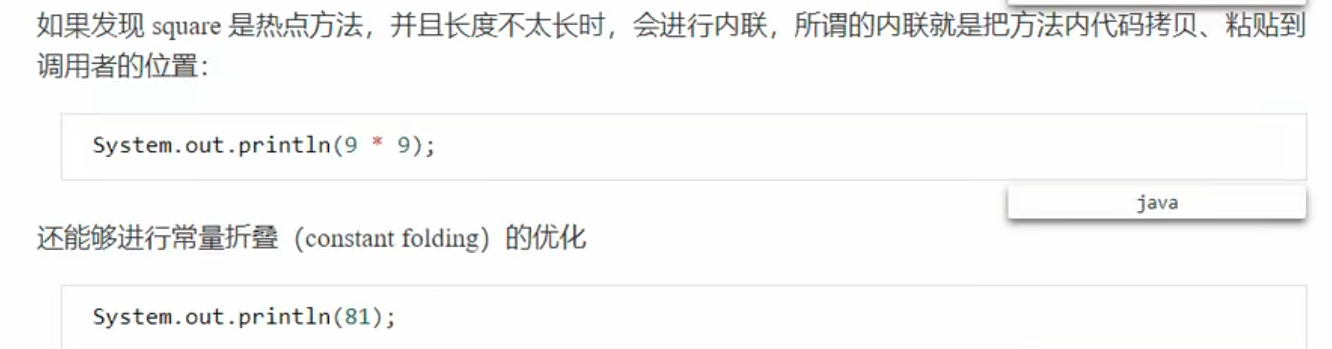 如果发现 square 是热点方法，并且长度不太长时，会进行内联，所谓的内联就是把方法内代码拷贝、粘贴到
调用者的位置：
System.out.println(9 * 9);
java
还能够进行常量折叠（constant folding）的优化
System.out.println(81);